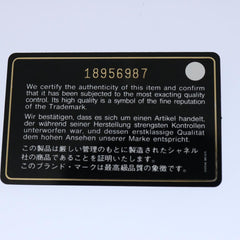 18956987
We certify the authenticity of this item and confirm
that it has been subjected to the most exacting quality
control. Its high quality is a symbol of the fine reputation
of the Trademark.
Wir bestätigen, dass es sich um einen Artikel handelt,
der während seiner Herstellung strengsten Kontrollen
unterworfen war, und dessen erstklassige Qualität
dem hohen Ansehen unserer Marke entspricht.
この製品は厳しい管理のもとに製造されたシャネル
社の商品であることを証明いたします。
このブランド・マークは最高級品質の象徴です。